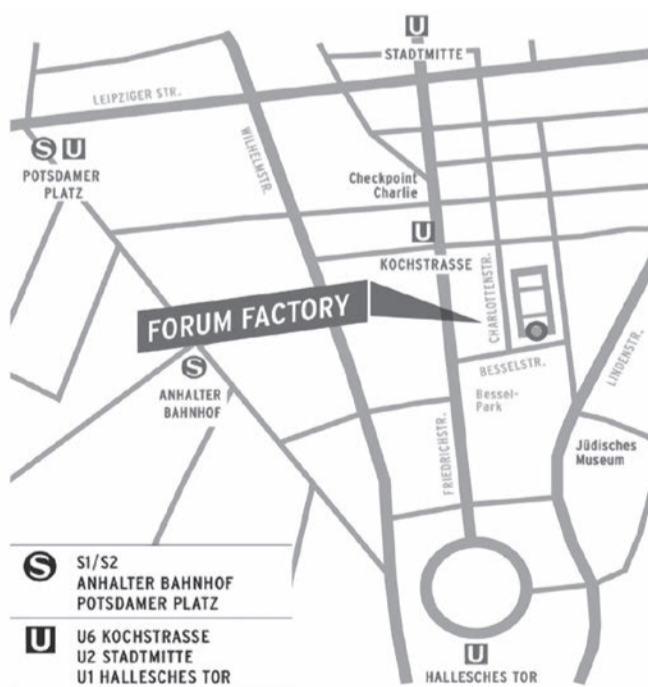 U
STADTMITTE
LEIPZIGER STR.
WILHELMSTR.
S U
POTSDAMER
PLATZ
Checkpoint
Charlie
U
KOCHSTRASSE
CHARLOTTENSTR.
FORUM FACTORY
LINDENSTR.
BESSELSTR.
S
ANHALTER
BAHNHOF
Bessel-
Park
FRIEDRICHSTR.
Jüdisches
Museum
S S1/S2
ANHALTER BAHNHOF
POTSDAMER PLATZ
U U6 KOCHSTRASSE
U2 STADTMITTE
U1 HALLESCHES TOR
U
HALLESCHES TOR